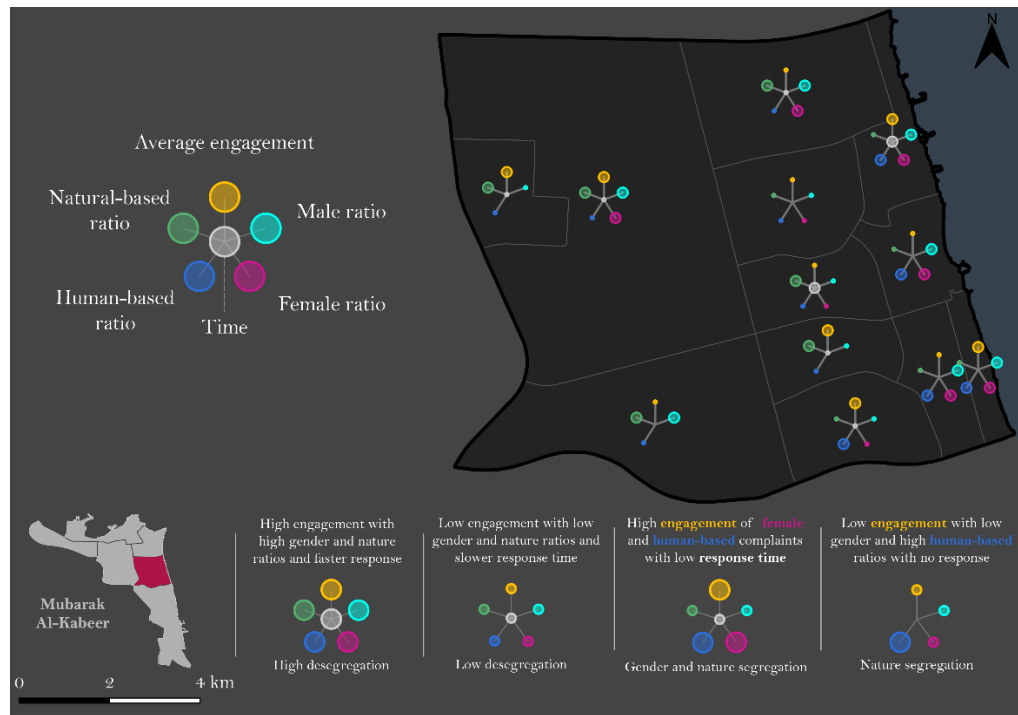 N
Average engagement
Natural-based
ratio
Male ratio
Human-based
ratio
Female ratio
Time
High engagement with
high gender and nature
ratios and faster response
High desegregation
Low engagement with low
gender and nature ratios and
slower response time
Low desegregation
High engagement of female
and human-based complaints
with low response time
Gender and nature segregation
Low engagement with low
gender and high human-based
ratios with no response
Nature segregation
Mubarak
Al-Kabeer
0 2 4 km